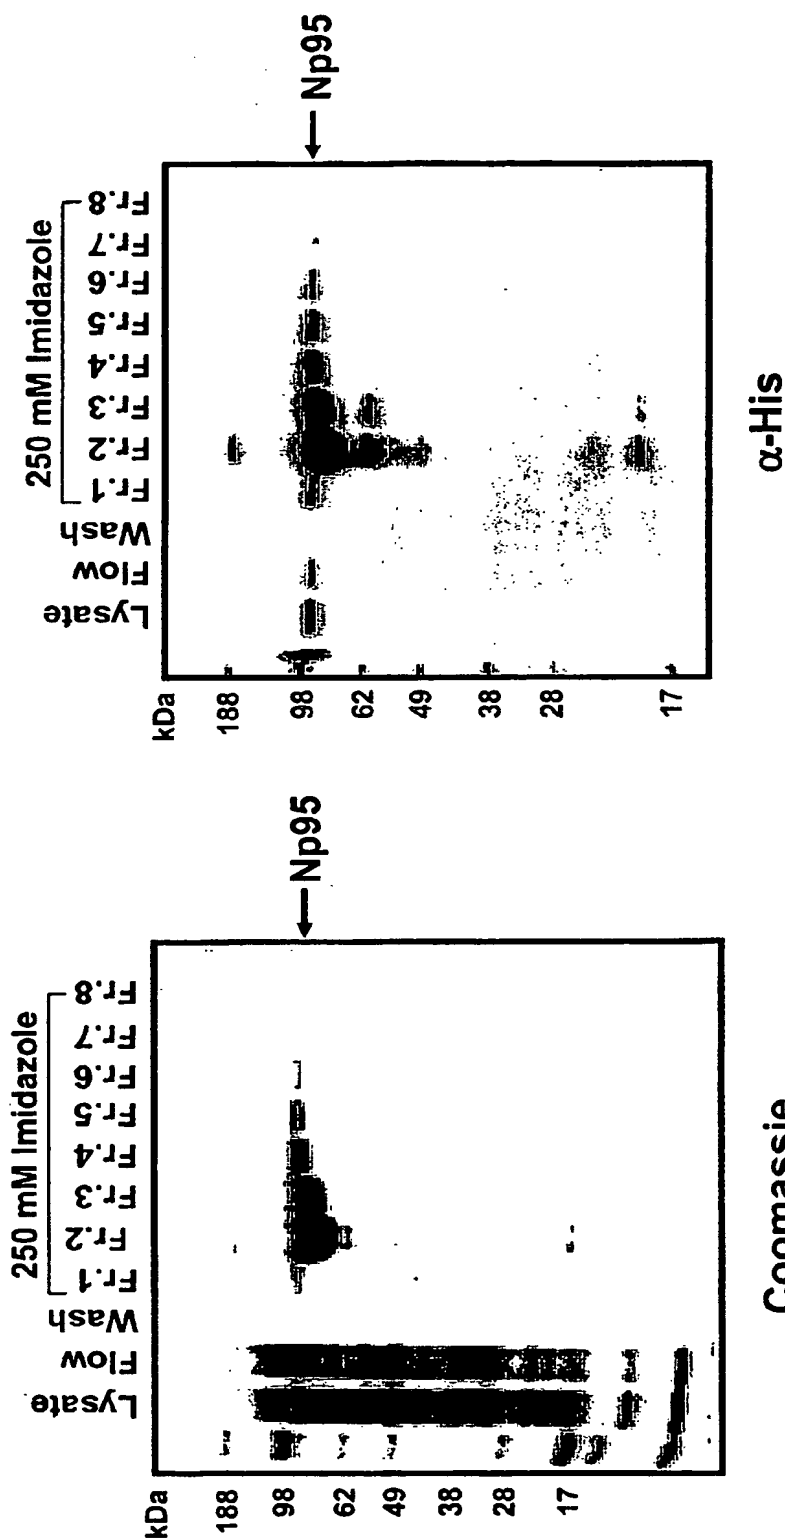 250 mM Imidazole
Lysate
Flow
Wash
Fr.1
Fr.2
Fr.3
Fr.4
Fr.5
Fr.6
Fr.7
Fr.8
kDa
188
98
62
49
38
28
17
Np95
α-His
250 mM Imidazole
Lysate
Flow
Wash
Fr.1
Fr.2
Fr.3
Fr.4
Fr.5
Fr.6
Fr.7
Fr.8
kDa
188
98
62
49
38
28
17
Np95
Coomassie